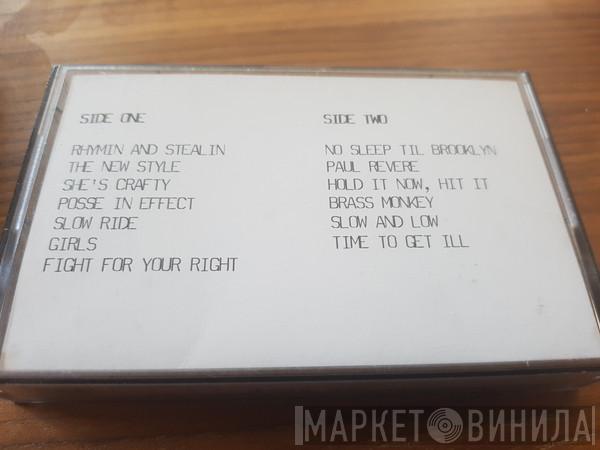 SIDE ONE
RHYMIN AND STEALIN
THE NEW STYLE
SHE'S CRAFTY
POSSE IN EFFECT
SLOW RIDE
GIRLS
FIGHT FOR YOUR RIGHT
SIDE TWO
NO SLEEP TIL BROOKLYN
PAUL REVERE
HOLD IT NOW, HIT IT
BRASS MONKEY
SLOW AND LOW
TIME TO GET ILL
МАРКЕТ ВИНИЛА